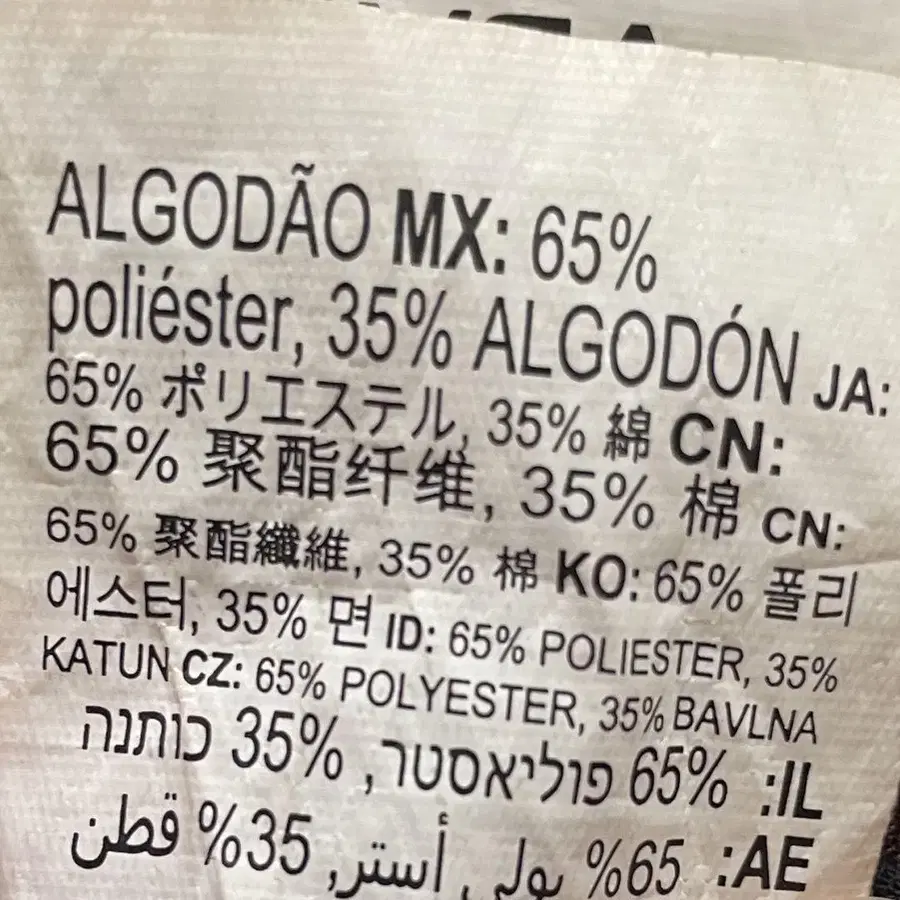 ALGODÃO MX: 65%
poliéster, 35% ALGODÓN JA:
65% ポリエステル, 35% 綿 CN:
65% 聚酯纤维, 35% 棉 CN:
65% 聚酯纖維, 35% 棉 KO: 65% 폴리
에스터, 35% 면 ID: 65% POLIESTER, 35%
KATUN CZ: 65% POLYESTER, 35% BAVLNA
IL: 65% פוליאסטר, 35% כותנה
AE: 65% بولي أستر, 35% قطن